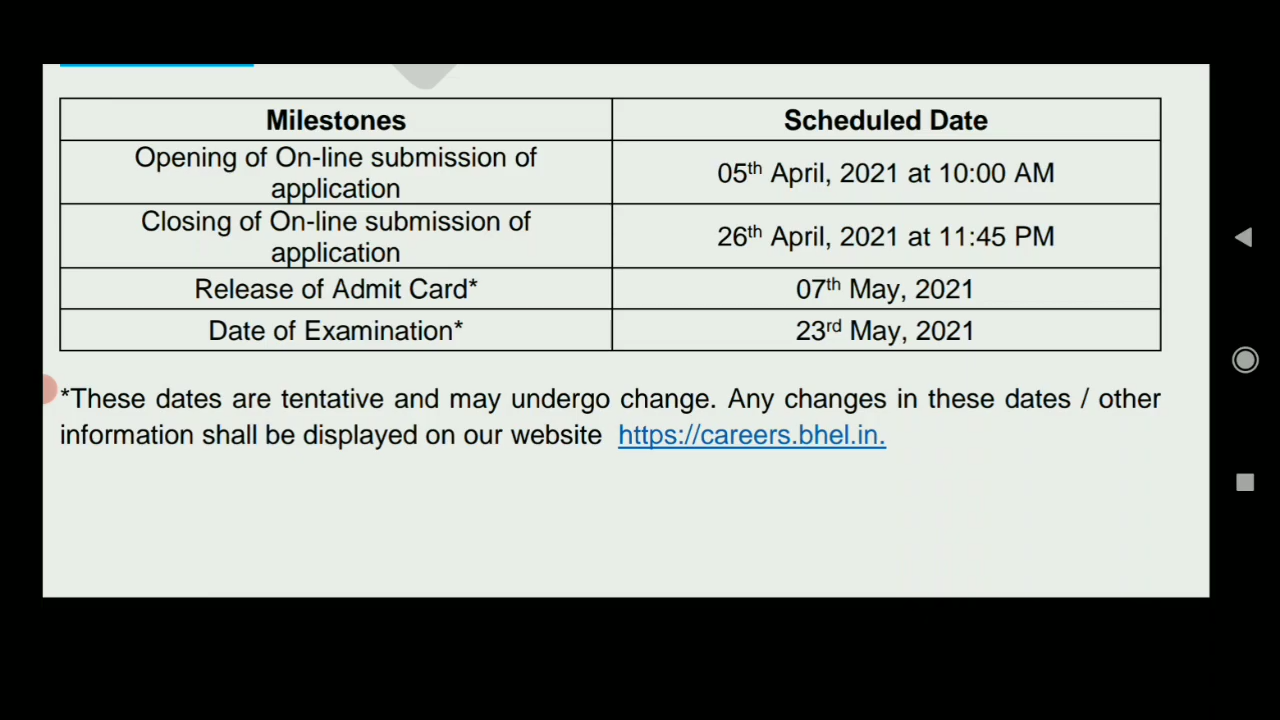 Milestones
Scheduled Date
Opening of On-line submission of
application
05th April, 2021 at 10:00 AM
Closing of On-line submission of
application
26th April, 2021 at 11:45 PM
Release of Admit Card*
07th May, 2021
Date of Examination*
23rd May, 2021
*These dates are tentative and may undergo change. Any changes in these dates / other
information shall be displayed on our website https://careers.bhel.in.